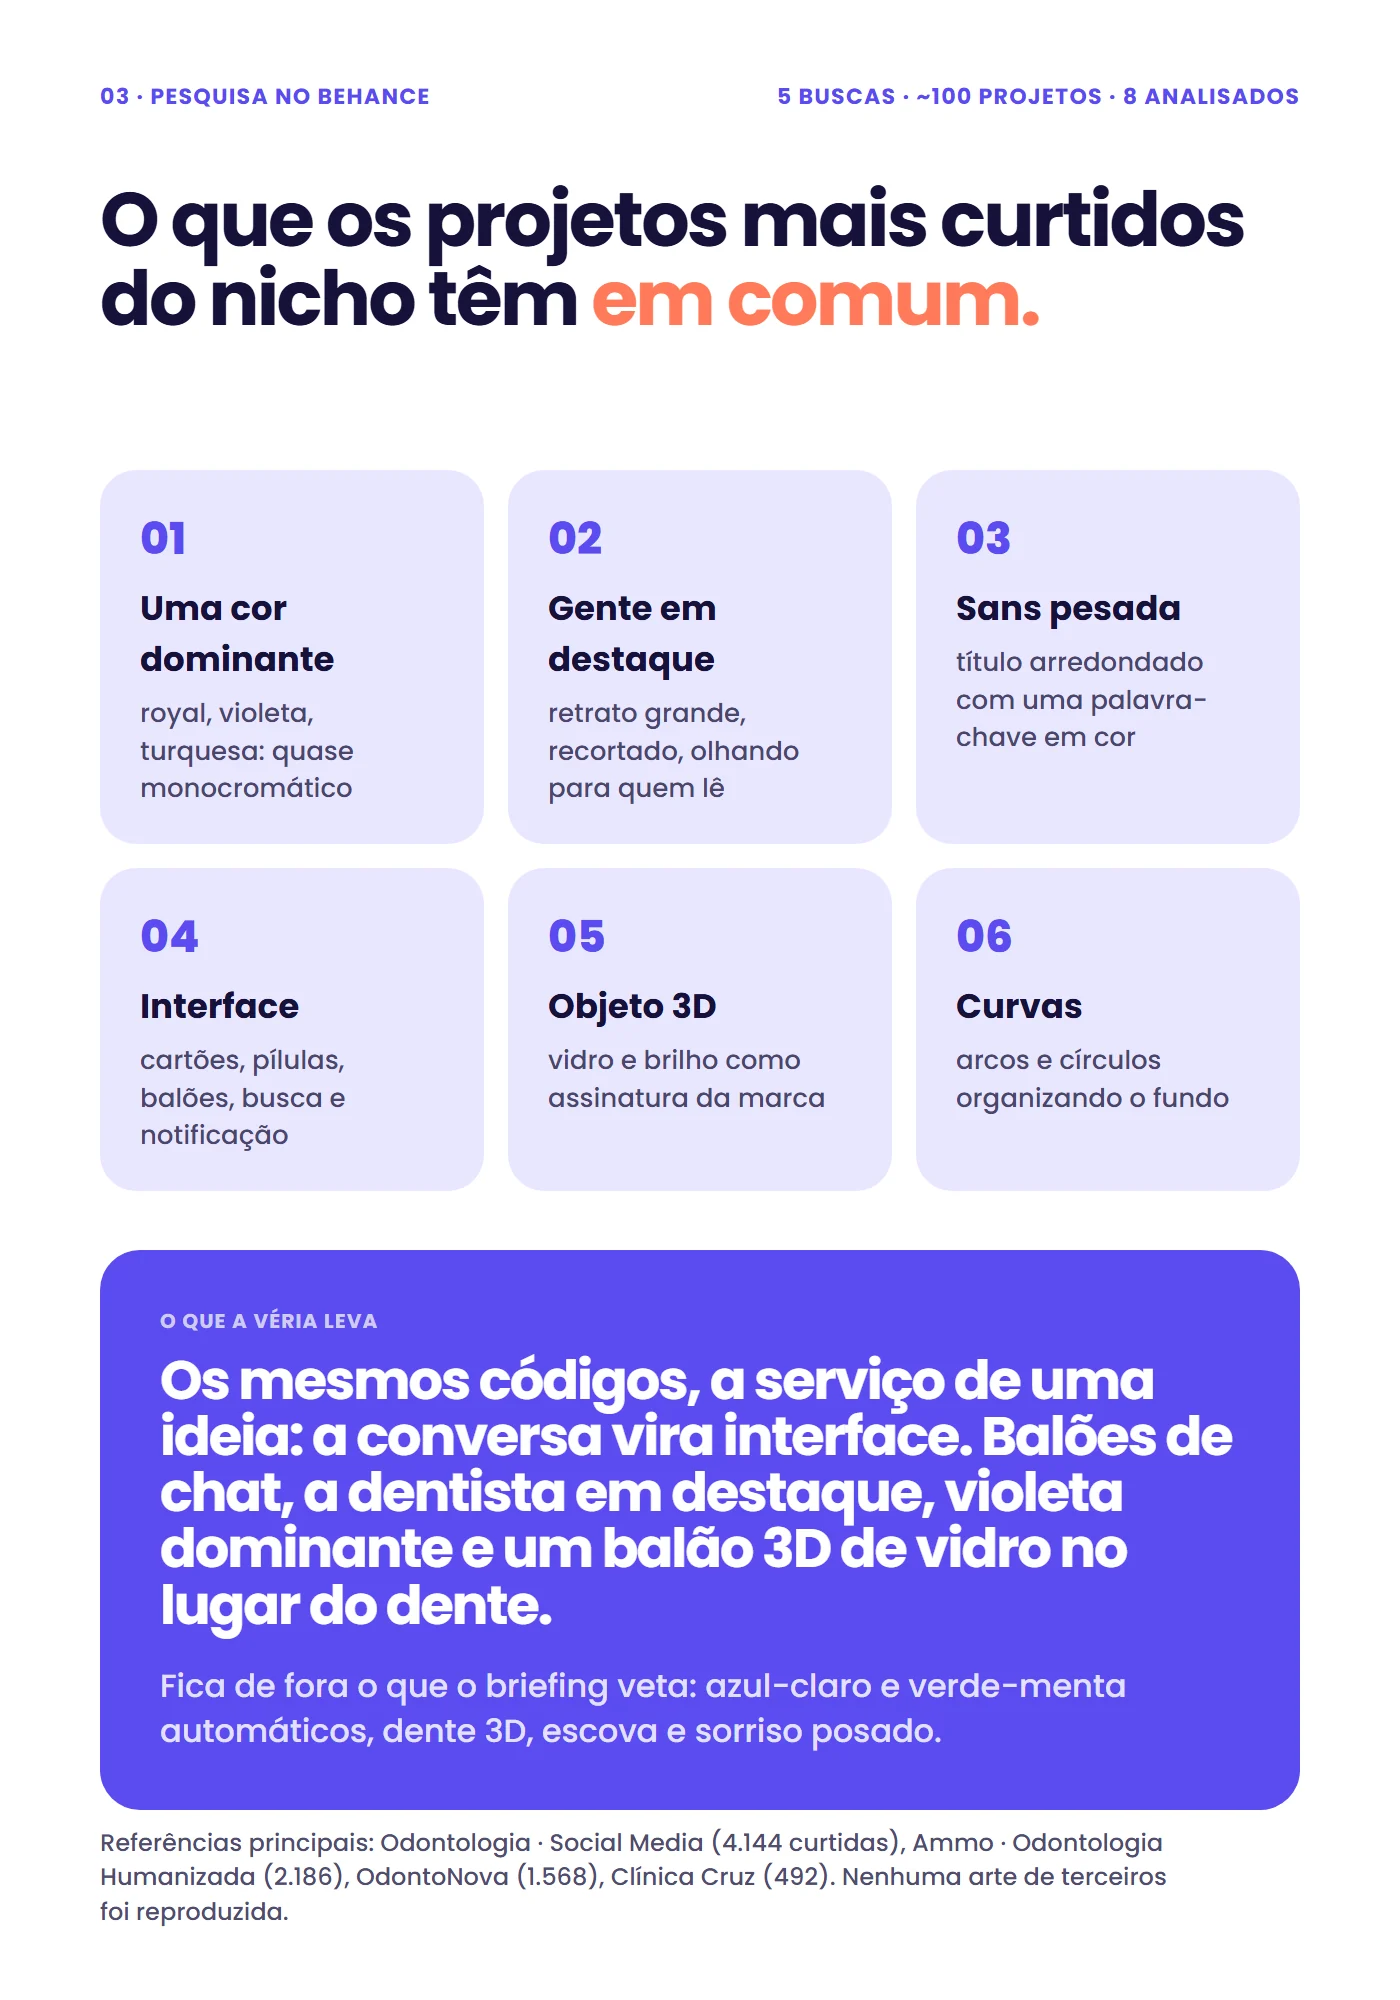 03 · PESQUISA NO BEHANCE
5 BUSCAS · ~100 PROJETOS · 8 ANALISADOS
O que os projetos mais curtidos
do nicho têm em comum.
01
Uma cor
dominante
royal, violeta,
turquesa: quase
monocromático
02
Gente em
destaque
retrato grande,
recortado, olhando
para quem lê
03
Sans pesada
título arredondado
com uma palavra-
chave em cor
04
Interface
cartões, pílulas,
balões, busca e
notificação
05
Objeto 3D
vidro e brilho como
assinatura da marca
06
Curvas
arcos e círculos
organizando o fundo
O QUE A VÉRIA LEVA
Os mesmos códigos, a serviço de uma
ideia: a conversa vira interface. Balões de
chat, a dentista em destaque, violeta
dominante e um balão 3D de vidro no
lugar do dente.
Fica de fora o que o briefing veta: azul-claro e verde-menta
automáticos, dente 3D, escova e sorriso posado.
Referências principais: Odontologia · Social Media (4.144 curtidas), Ammo · Odontologia
Humanizada (2.186), OdontoNova (1.568), Clínica Cruz (492). Nenhuma arte de terceiros
foi reproduzida.